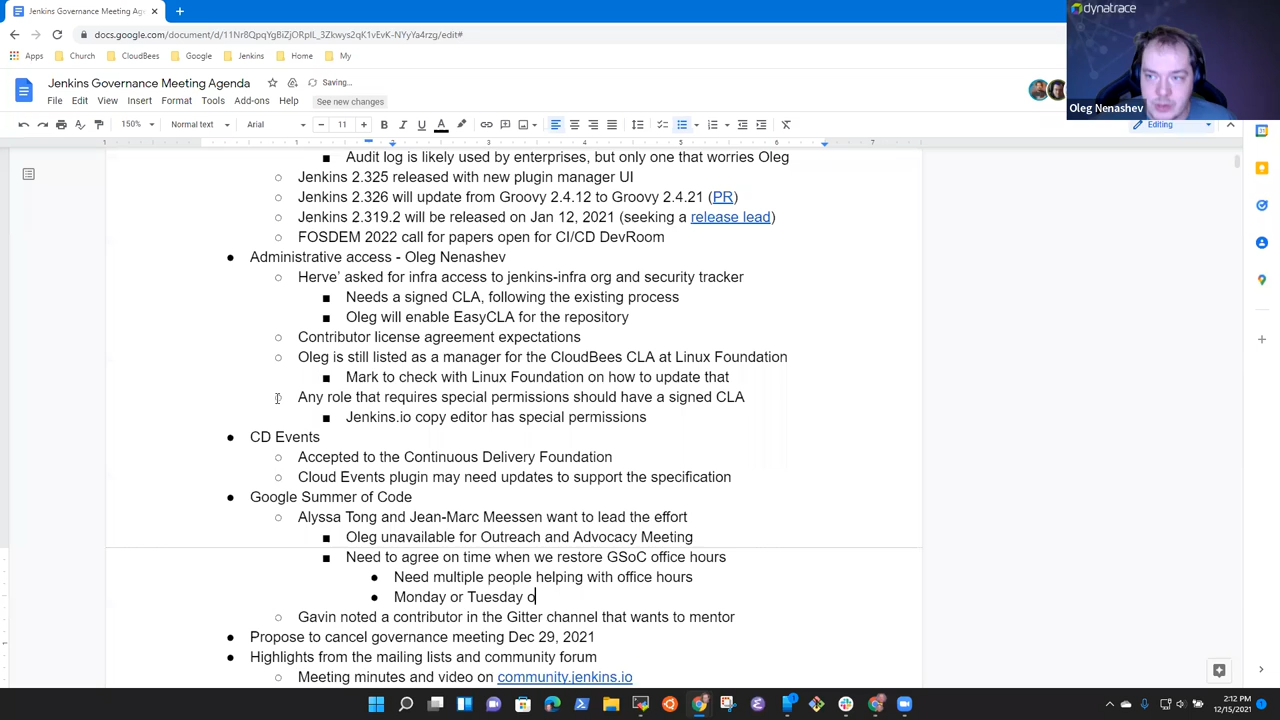 Jenkins Governance Meeting Ag
docs.google.com/document/d/11Nr8QpqYgBiZjORpIL_3Zkwys2qK1vEvK-NYyYa4rzg/edit#
Apps Church CloudBees Google Jenkins Home My
Jenkins Governance Meeting Agenda Saving...
File Edit View Insert Format Tools Add-ons Help See new changes
150% Normal text Arial 11 Editing
dynatrace
Oleg Nenashev
Audit log is likely used by enterprises, but only one that worries Oleg
Jenkins 2.325 released with new plugin manager UI
Jenkins 2.326 will update from Groovy 2.4.12 to Groovy 2.4.21 (PR)
Jenkins 2.319.2 will be released on Jan 12, 2021 (seeking a release lead)
FOSDEM 2022 call for papers open for CI/CD DevRoom
Administrative access - Oleg Nenashev
Herve' asked for infra access to jenkins-infra org and security tracker
Needs a signed CLA, following the existing process
Oleg will enable EasyCLA for the repository
Contributor license agreement expectations
Oleg is still listed as a manager for the CloudBees CLA at Linux Foundation
Mark to check with Linux Foundation on how to update that
Any role that requires special permissions should have a signed CLA
Jenkins.io copy editor has special permissions
CD Events
Accepted to the Continuous Delivery Foundation
Cloud Events plugin may need updates to support the specification
Google Summer of Code
Alyssa Tong and Jean-Marc Meessen want to lead the effort
Oleg unavailable for Outreach and Advocacy Meeting
Need to agree on time when we restore GSoC office hours
Need multiple people helping with office hours
Monday or Tuesday o
Gavin noted a contributor in the Gitter channel that wants to mentor
Propose to cancel governance meeting Dec 29, 2021
Highlights from the mailing lists and community forum
Meeting minutes and video on community.jenkins.io
2:12 PM
12/15/2021